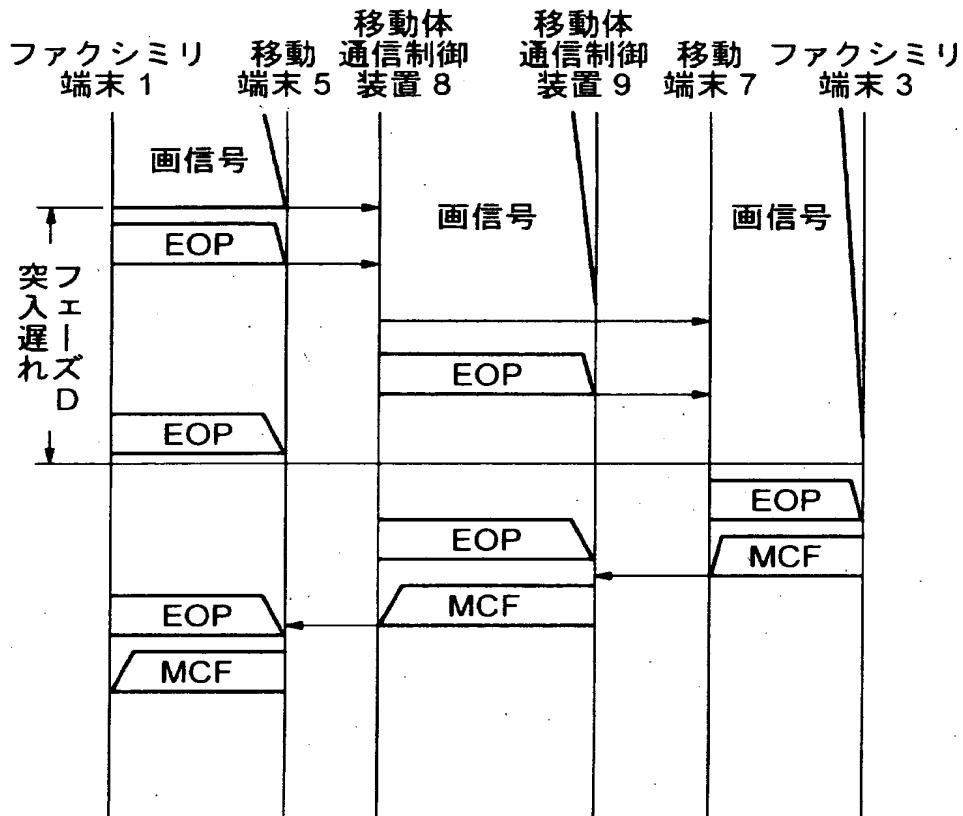 ファクシミリ
端末1
移動
端末5
移動体
通信制御
装置8
移動体
通信制御
装置9
移動
端末7
ファクシミリ
端末3
画信号
画信号
画信号
EOP
フェーズD
突入遅れ
EOP
EOP
EOP
EOP
MCF
MCF
EOP
MCF